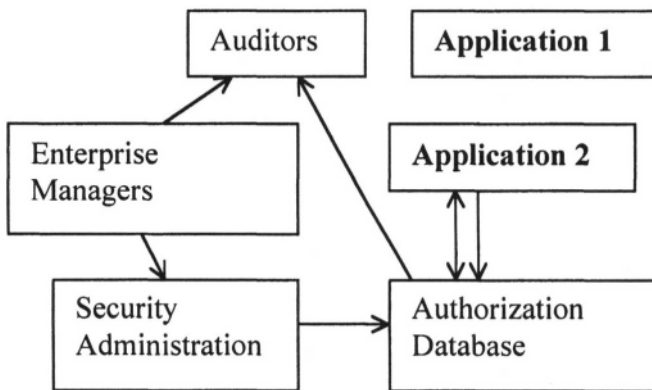 Auditors
Application 1
Enterprise
Managers
Application 2
Security
Administration
Authorization
Database